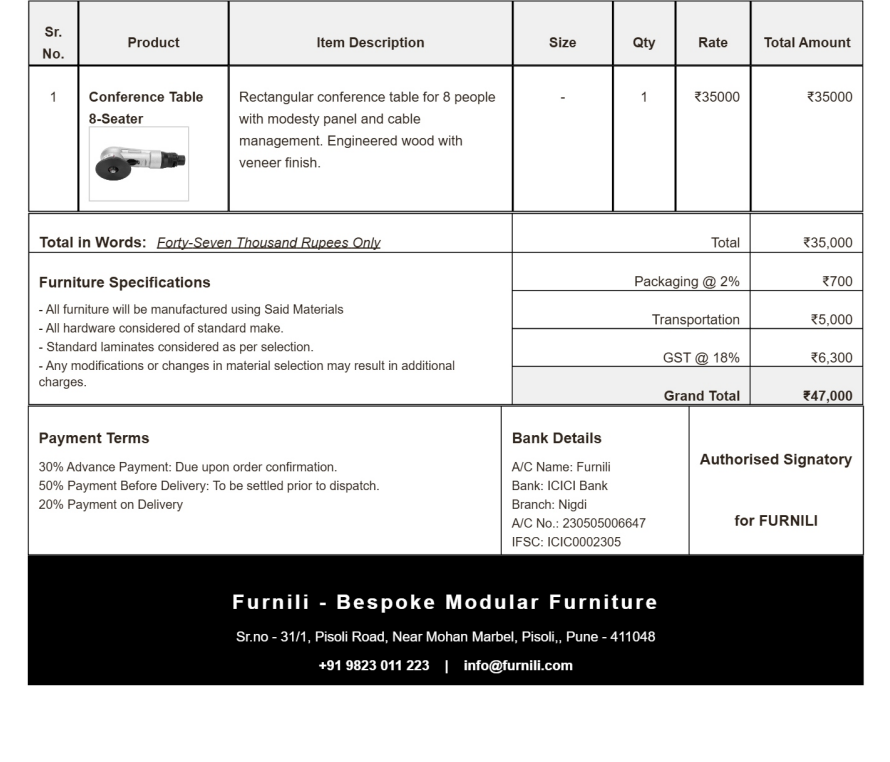 Sr. No. Product Item Description Size Qty Rate Total Amount
1 Conference Table 8-Seater Rectangular conference table for 8 people - 1 ₹35000 ₹35000
with modesty panel and cable
management. Engineered wood with
veneer finish.
Total in Words: Forty-Seven Thousand Rupees Only Total ₹35,000
Furniture Specifications Packaging @ 2% ₹700
- All furniture will be manufactured using Said Materials
- All hardware considered of standard make. Transportation ₹5,000
- Standard laminates considered as per selection.
- Any modifications or changes in material selection may result in additional GST @ 18% ₹6,300
charges.
Grand Total ₹47,000
Payment Terms
30% Advance Payment: Due upon order confirmation.
50% Payment Before Delivery: To be settled prior to dispatch.
20% Payment on Delivery
Bank Details
A/C Name: Furnili
Bank: ICICI Bank
Branch: Nigdi
A/C No.: 230505006647
IFSC: ICIC0002305
Authorised Signatory
for FURNILI
Furnili - Bespoke Modular Furniture
Sr.no - 31/1, Pisoli Road, Near Mohan Marbel, Pisoli,, Pune - 411048
+91 9823 011 223 | info@furnili.com